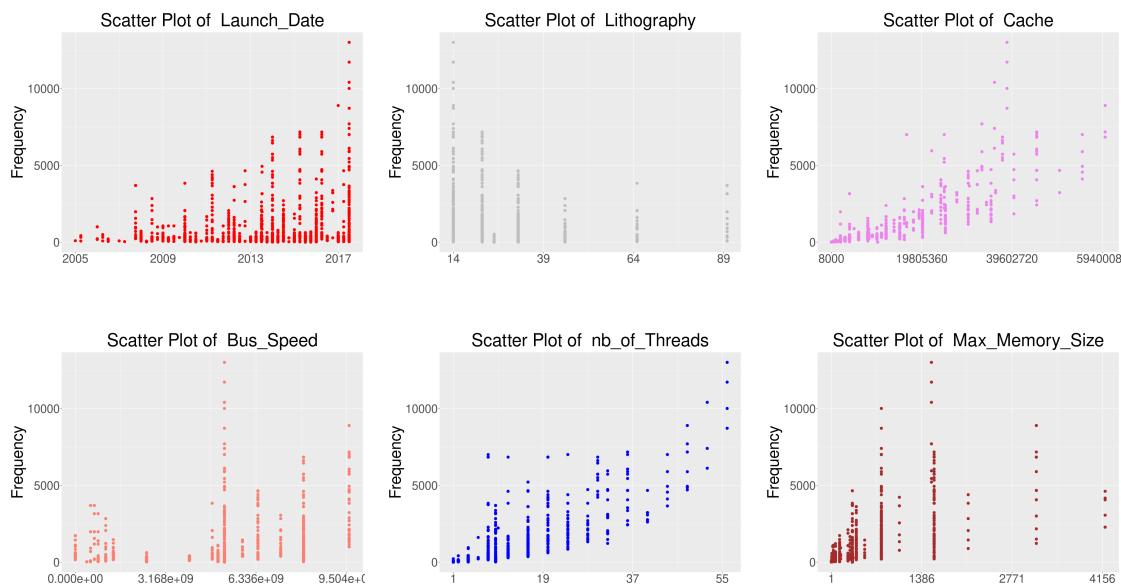 Scatter Plot of Launch_Date
Frequency
10000
5000
0
2005 2009 2013 2017
Scatter Plot of Lithography
Frequency
10000
5000
0
14 39 64 89
Scatter Plot of Cache
Frequency
10000
5000
0
8000 19805360 39602720 5940008
Scatter Plot of Bus_Speed
Frequency
10000
5000
0
0.000e+00 3.168e+09 6.336e+09 9.504e+
Scatter Plot of nb_of_Threads
Frequency
10000
5000
0
1 19 37 55
Scatter Plot of Max_Memory_Size
Frequency
10000
5000
0
1 1386 2771 4156